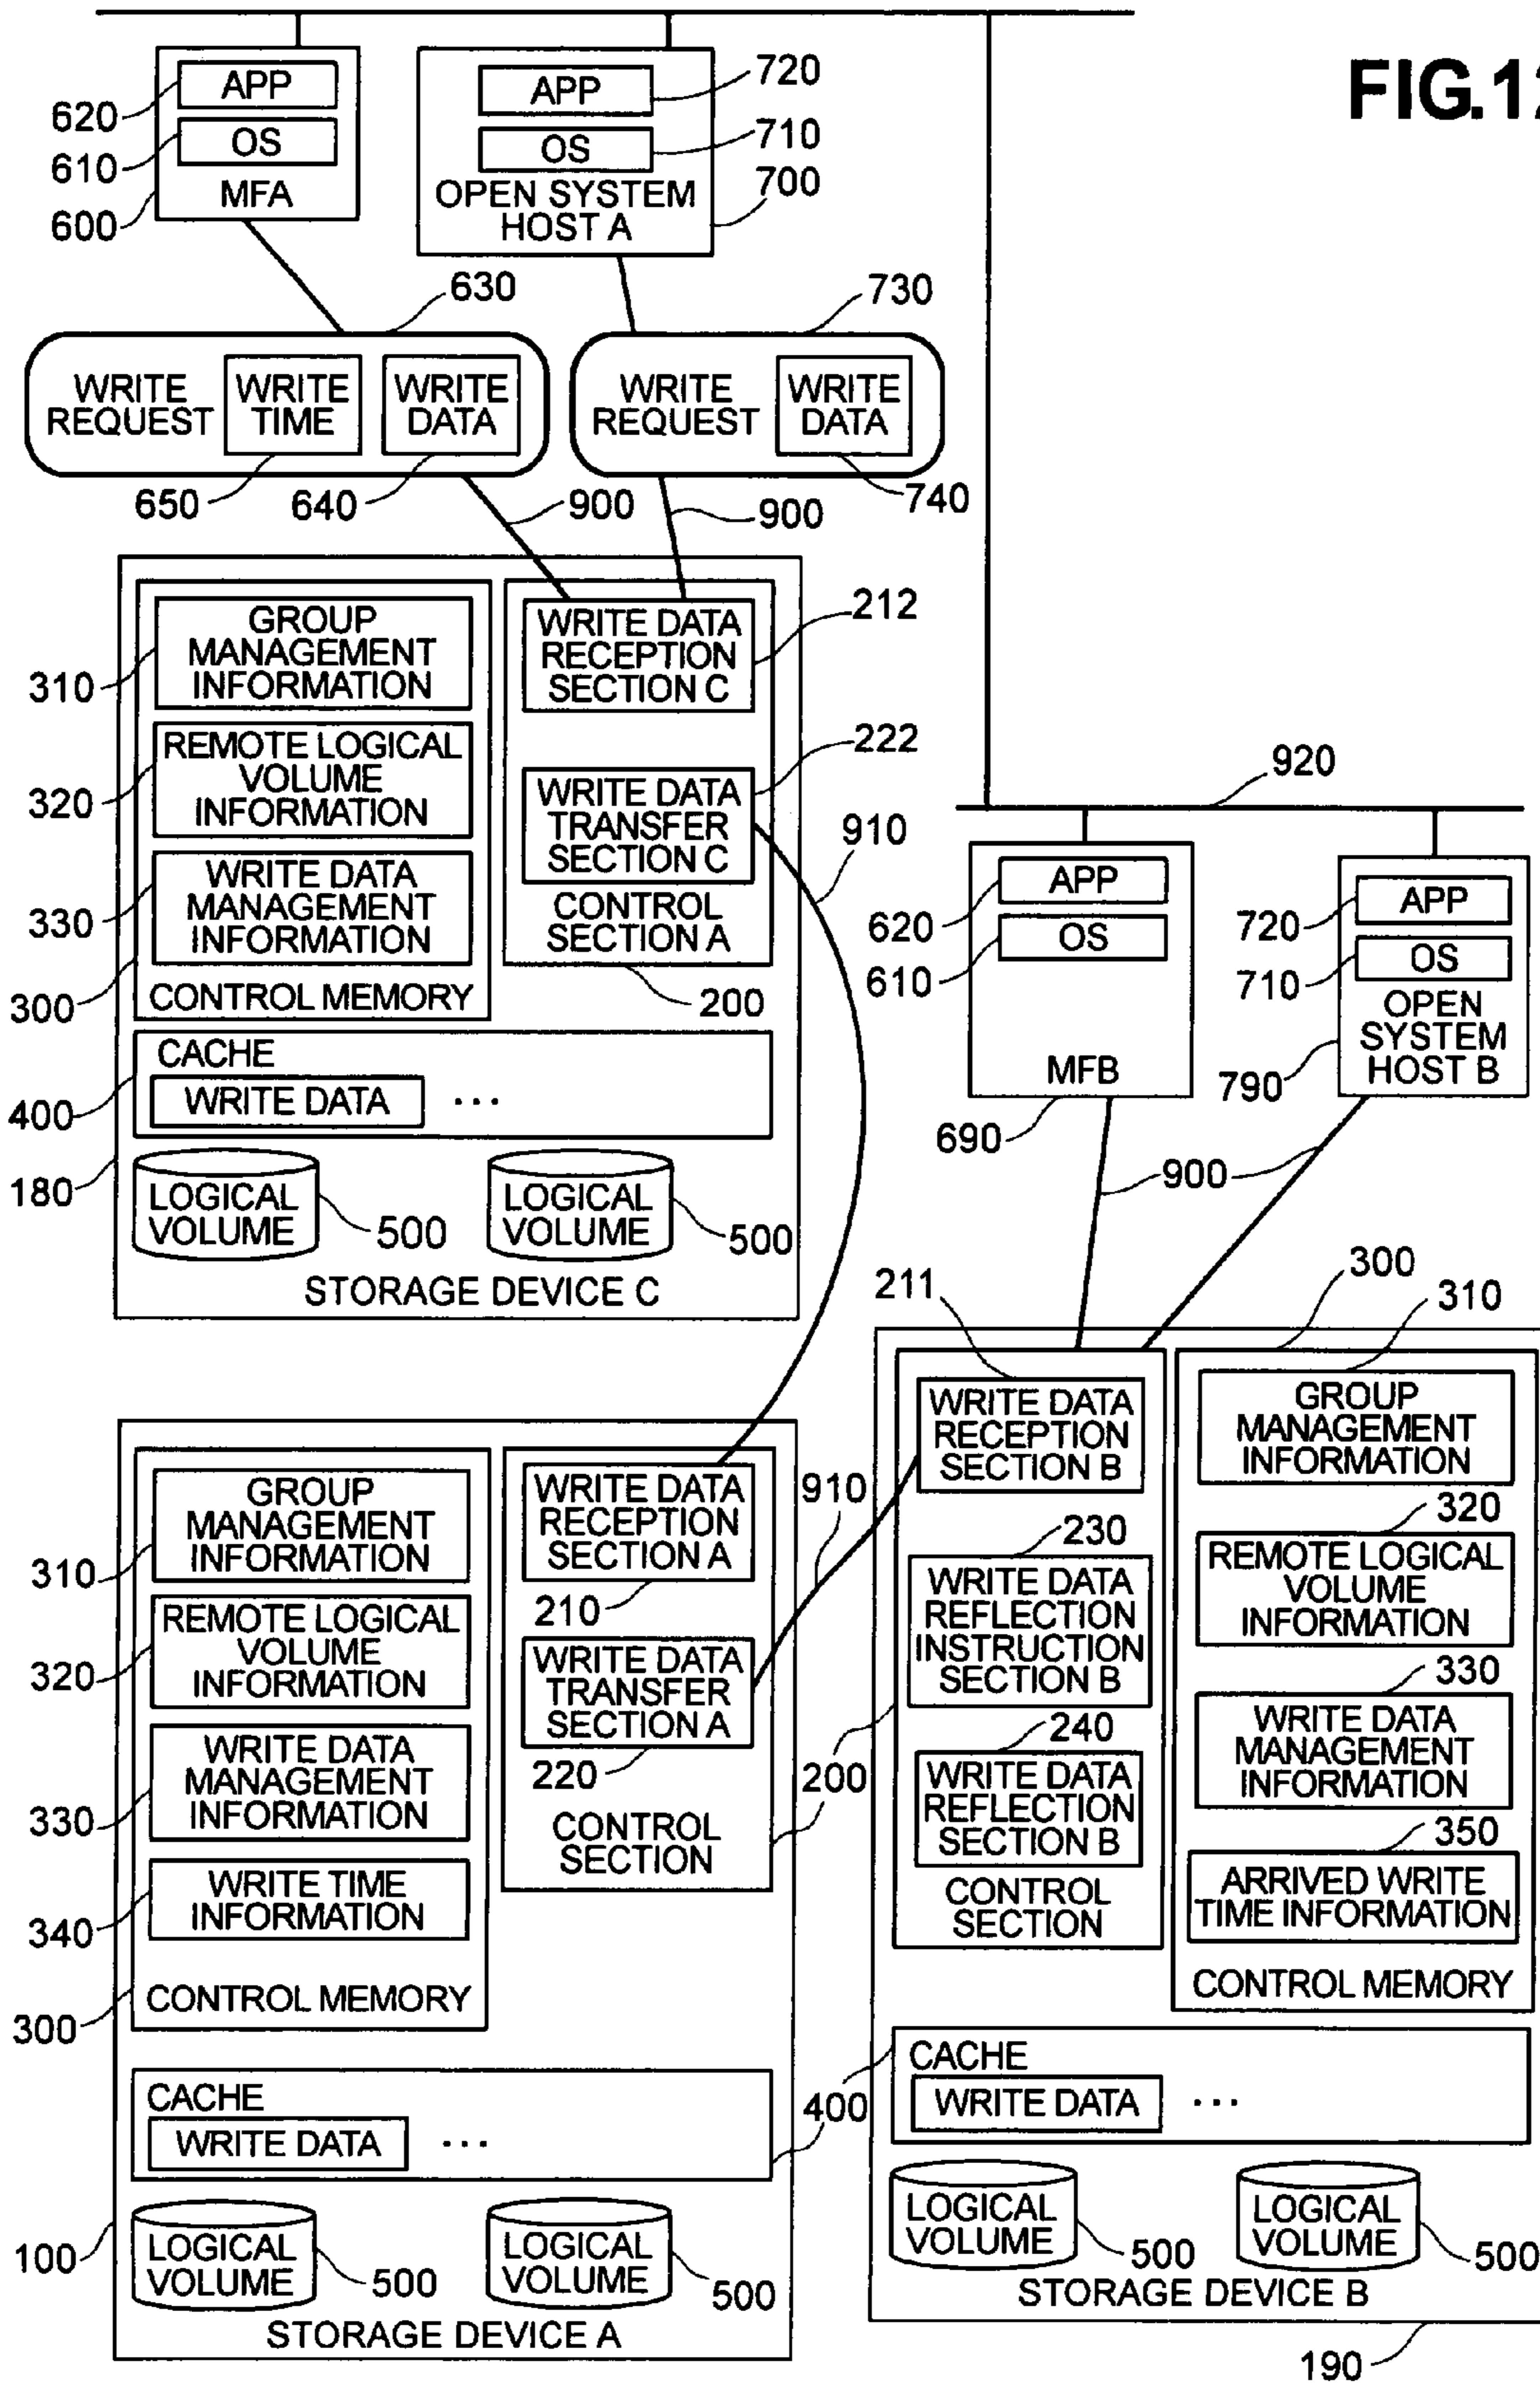 FIG.12
APP
620
OS
610
MFA
600
APP
720
OS
710
OPEN SYSTEM
HOST A
700
630
WRITE
REQUEST
WRITE
TIME
WRITE
DATA
650
640
900
730
WRITE
REQUEST
WRITE
DATA
740
900
GROUP
MANAGEMENT
INFORMATION
310
REMOTE LOGICAL
VOLUME
INFORMATION
320
WRITE DATA
MANAGEMENT
INFORMATION
330
300
CONTROL MEMORY
WRITE DATA
RECEPTION
SECTION C
212
WRITE DATA
TRANSFER
SECTION C
222
CONTROL
SECTION A
200
910
CACHE
WRITE DATA
...
400
180
LOGICAL
VOLUME
500
LOGICAL
VOLUME
500
STORAGE DEVICE C
920
APP
620
OS
610
MFB
690
APP
720
OS
710
OPEN
SYSTEM
HOST B
790
900
GROUP
MANAGEMENT
INFORMATION
310
REMOTE LOGICAL
VOLUME
INFORMATION
320
WRITE DATA
MANAGEMENT
INFORMATION
330
WRITE TIME
INFORMATION
340
CONTROL MEMORY
300
WRITE DATA
RECEPTION
SECTION A
210
WRITE DATA
TRANSFER
SECTION A
220
CONTROL
SECTION
910
200
CACHE
WRITE DATA
...
400
100
LOGICAL
VOLUME
500
LOGICAL
VOLUME
500
STORAGE DEVICE A
211
WRITE DATA
RECEPTION
SECTION B
230
WRITE DATA
REFLECTION
INSTRUCTION
SECTION B
240
WRITE DATA
REFLECTION
SECTION B
CONTROL
SECTION
300
310
GROUP
MANAGEMENT
INFORMATION
320
REMOTE LOGICAL
VOLUME
INFORMATION
330
WRITE DATA
MANAGEMENT
INFORMATION
350
ARRIVED WRITE
TIME INFORMATION
CONTROL MEMORY
CACHE
WRITE DATA
...
LOGICAL
VOLUME
500
LOGICAL
VOLUME
500
STORAGE DEVICE B
190